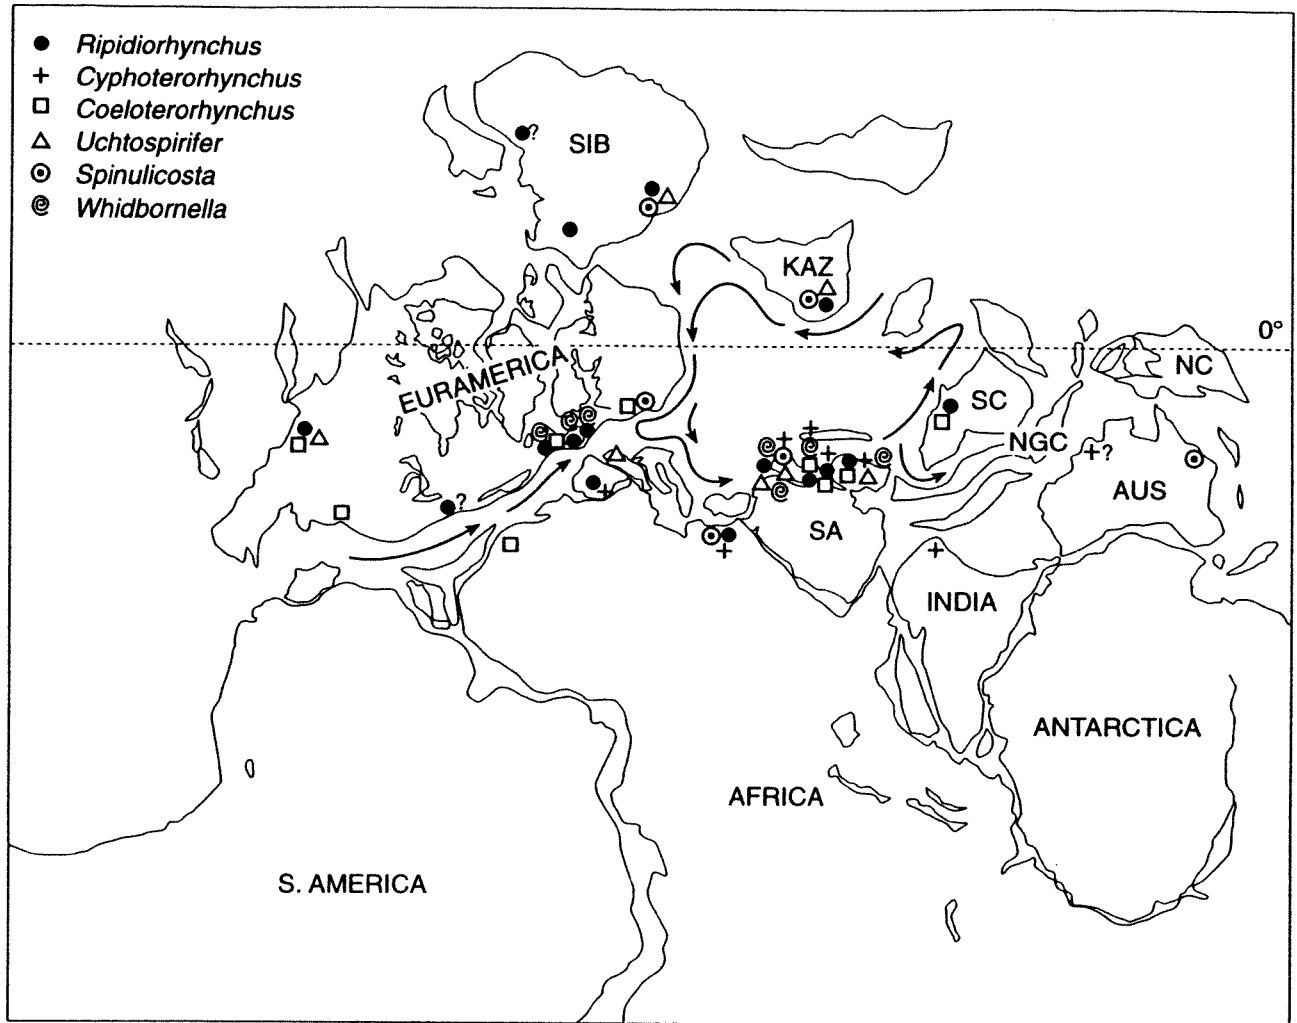 Ripidiorhynchus
Cyphoterorhynchus
Coeloterorhynchus
Uchtospirifer
Spinulicosta
Whidbornella
?
SIB
KAZ
0°
EURAMERICA
NC
SC
NGC
?
AUS
?
SA
INDIA
ANTARCTICA
AFRICA
S. AMERICA